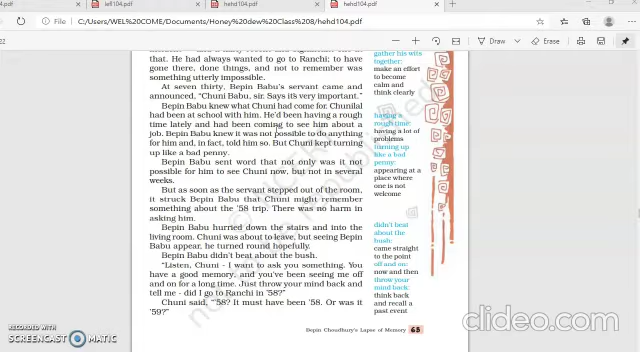 .pdf
iell104.pdf
hehd104.pdf
hehd104.pdf
File | C:/Users/WEL%20COME/Documents/Honey%20dew%20Class%208/hehd104.pdf
22
Draw
Erase
that. He had always wanted to go to Ranchi; to have
gone there, done things, and not to remember was
something utterly impossible.
At seven thirty, Bepin Babu's servant came and
announced, "Chuni Babu, sir. Says it's very important."
Bepin Babu knew what Chuni had come for. Chunilal
had been at school with him. He'd been having a rough
time lately and had been coming to see him about a
job. Bepin Babu knew it was not possible to do anything
for him and, in fact, told him so. But Chuni kept turning
up like a bad penny.
Bepin Babu sent word that not only was it not
possible for him to see Chuni now, but not in several
weeks.
But as soon as the servant stepped out of the room,
it struck Bepin Babu that Chuni might remember
something about the '58 trip. There was no harm in
asking him.
Bepin Babu hurried down the stairs and into the
living room. Chuni was about to leave, but seeing Bepin
Babu appear, he turned round hopefully.
Bepin Babu didn't beat about the bush.
"Listen, Chuni - I want to ask you something. You
have a good memory, and you've been seeing me off
and on for a long time. Just throw your mind back and
tell me - did I go to Ranchi in '58?"
Chuni said, "'58? It must have been '58. Or was it
'59?"
gather his wits
together:
make an effort
to become
calm and
think clearly
having a
rough time:
having a lot of
problems
turning up
like a bad
penny:
appearing at a
place where
one is not
welcome
didn't beat
about the
bush:
came straight
to the point
off and on:
now and then
throw your
mind back:
think back
and recall a
past event
Bepin Choudhury's Lapse of Memory 63
RECORDED WITH
SCREENCAST MATIC
clideo.com